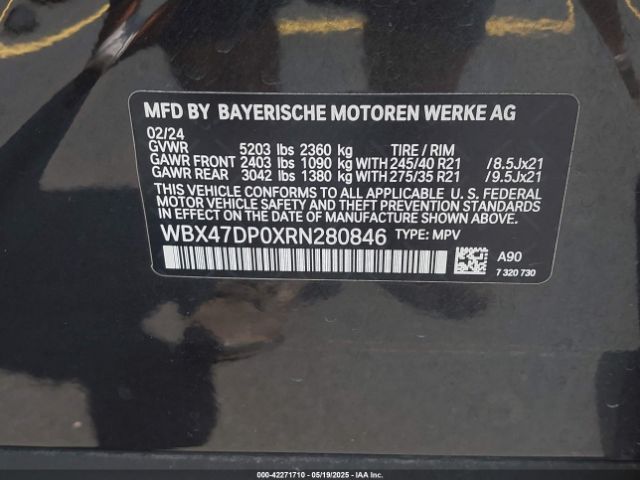 MFD BY BAYERISCHE MOTOREN WERKE AG
02/24
GVWR 5203 lbs 2360 kg TIRE / RIM
GAWR FRONT 2403 lbs 1090 kg WITH 245/40 R21 /8.5Jx21
GAWR REAR 3042 lbs 1380 kg WITH 275/35 R21 /9.5Jx21
THIS VEHICLE CONFORMS TO ALL APPLICABLE U. S. FEDERAL
MOTOR VEHICLE SAFETY AND THEFT PREVENTION STANDARDS
IN EFFECT ON THE DATE OF MANUFACTURE SHOWN ABOVE.
WBX47DP0XRN280846 TYPE: MPV
A90
7 320 730
000-42271710 - 05/19/2025 - IAAI.COM